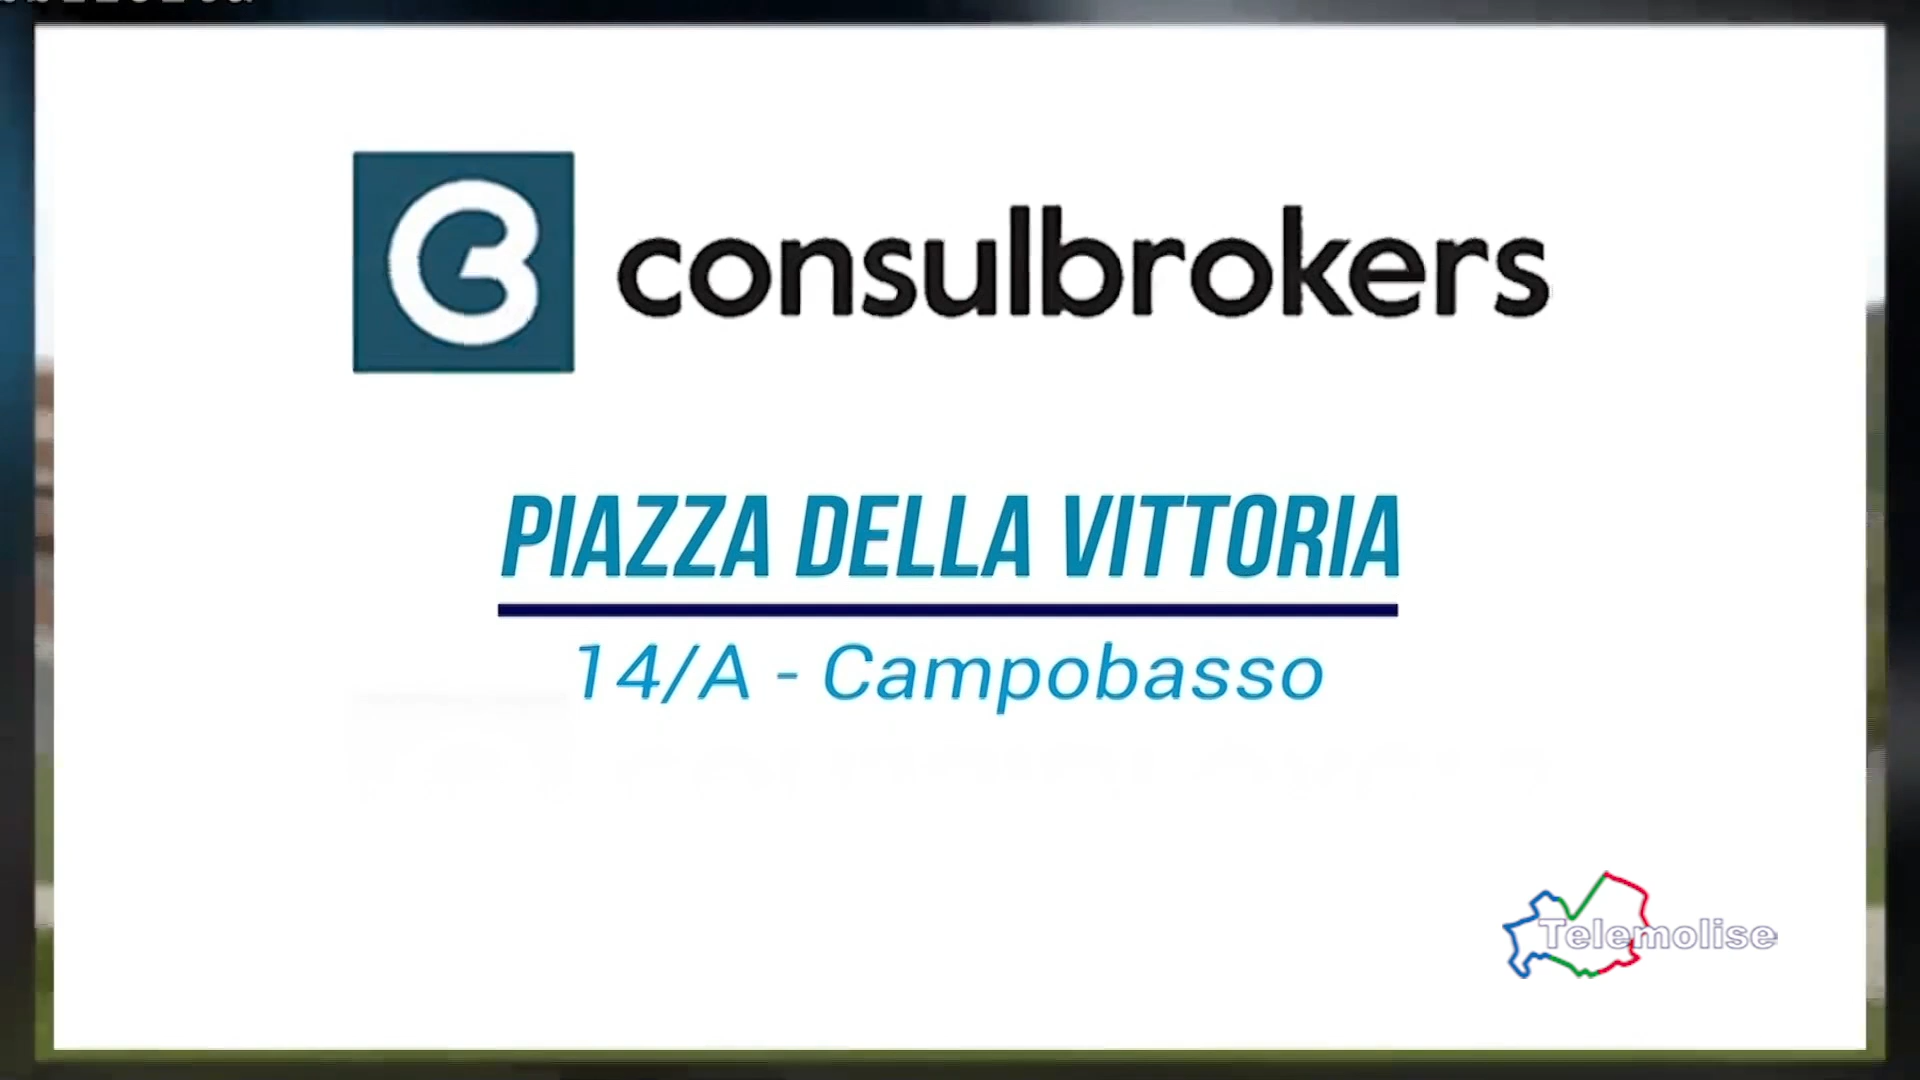 consulbrokers
PIAZZA DELLA VITTORIA
14/A - Campobasso
Telemolise